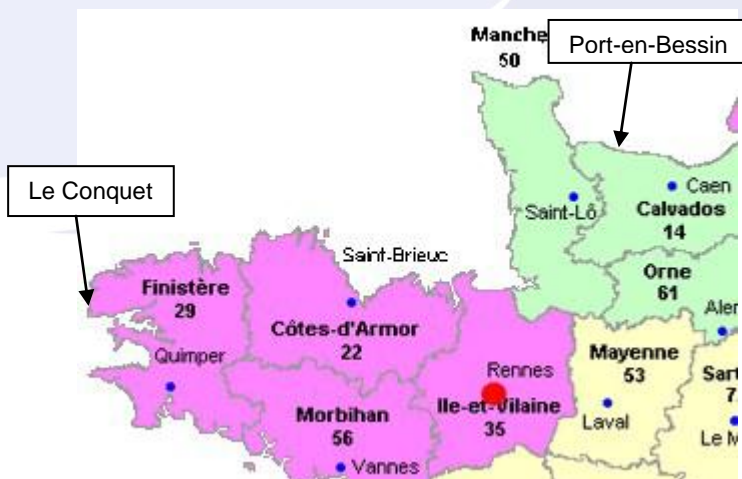 Manche
50
Port-en-Bessin
Le Conquet
Caen
Saint-Lô
Calvados
14
Saint-Brieuc
Orne
61
Finistère
29
Côtes-d'Armor
22
Quimper
Mayenne
53
Rennes
Ile-et-Vilaine
35
Morbihan
56
Laval
Vannes